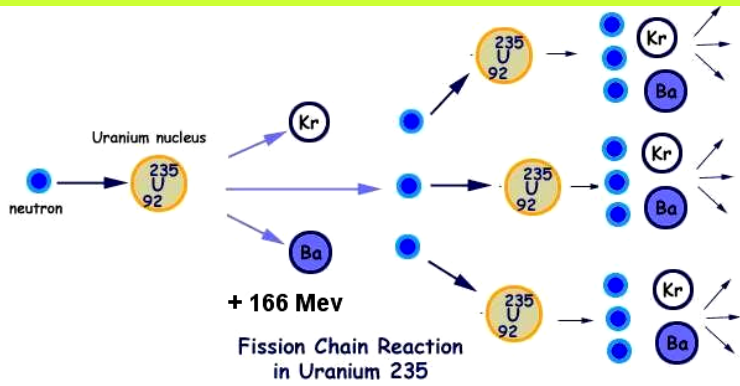 Uranium nucleus
neutron
235
U
92
Kr
Ba
+ 166 Mev
235
U
92
235
U
92
235
U
92
Kr
Ba
Kr
Ba
Kr
Ba
Fission Chain Reaction
in Uranium 235